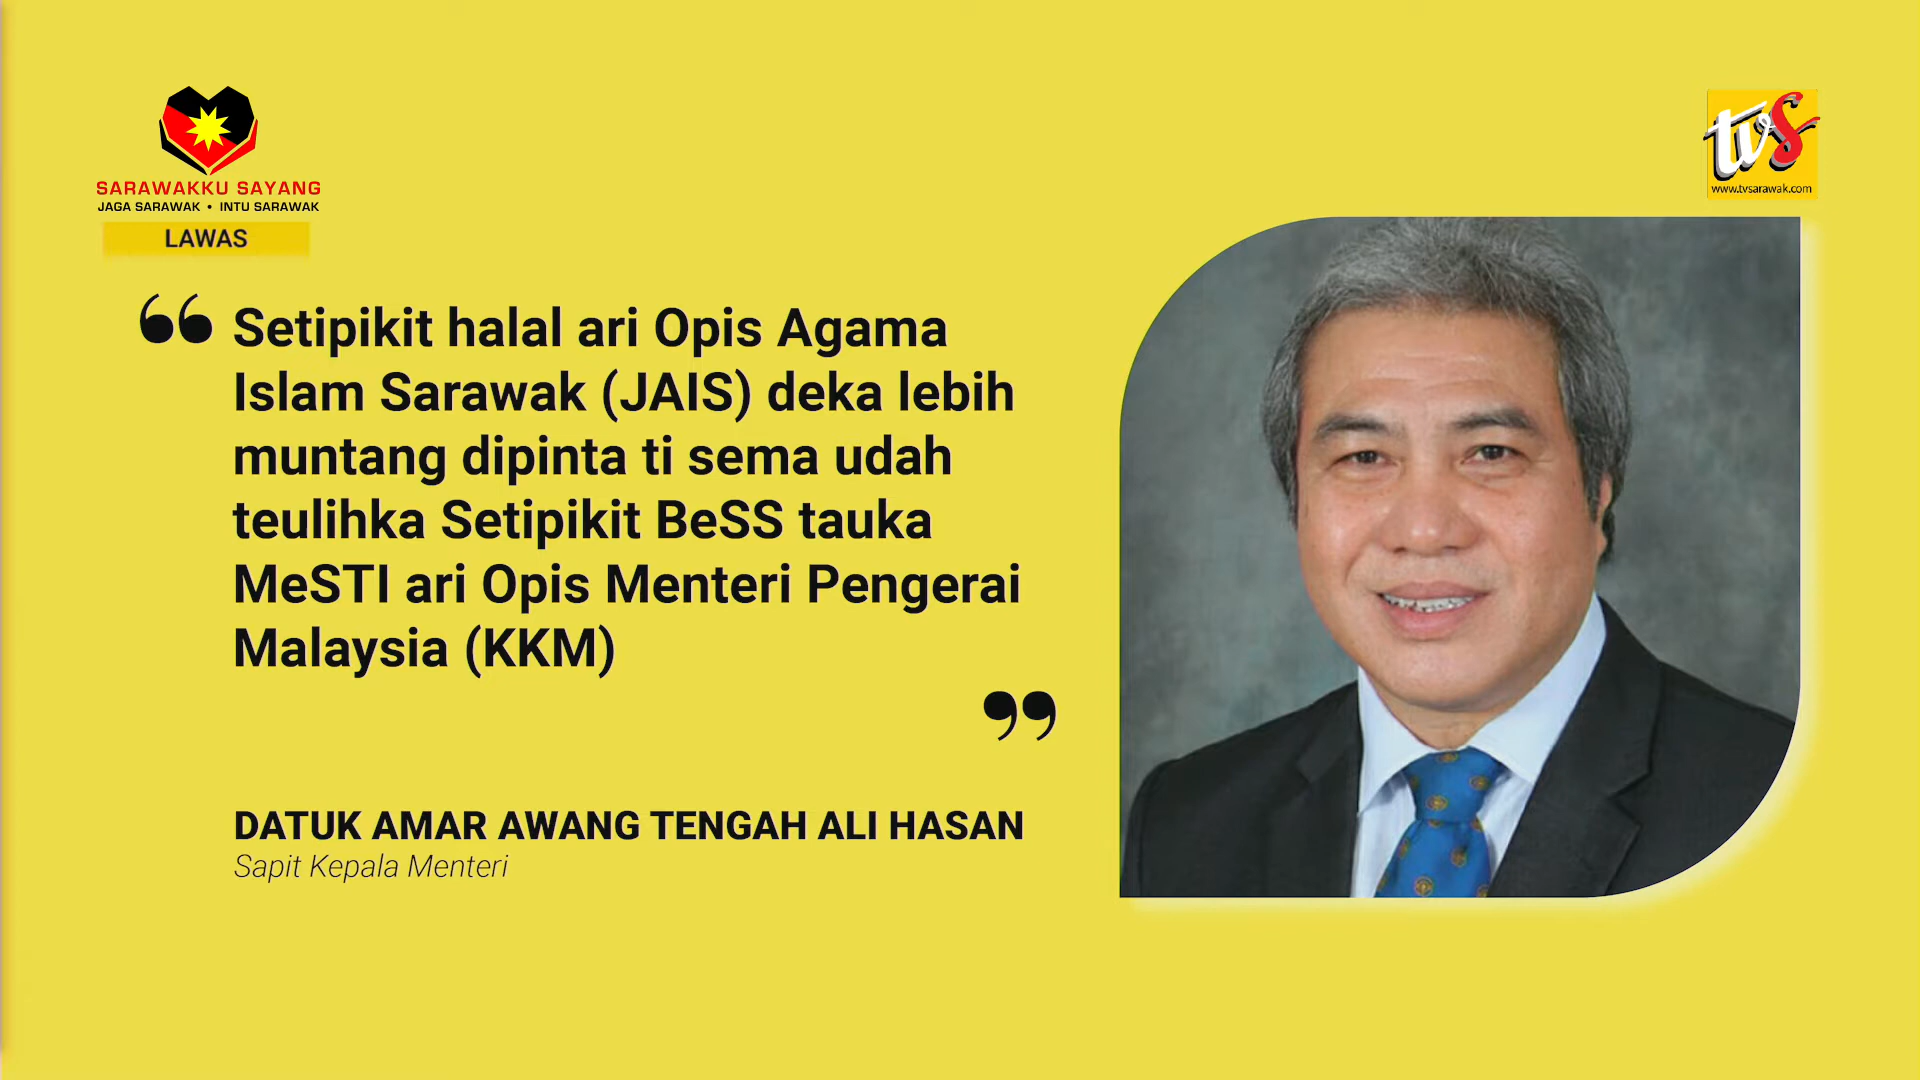 SARAWAKKU SAYANG
JAGA SARAWAK • INTU SARAWAK
LAWAS
tvS
www.tvsarawak.com
“Setipikit halal ari Opis Agama
Islam Sarawak (JAIS) deka lebih
muntang dipinta ti sema udah
teulihka Setipikit BeSS tauka
MeSTI ari Opis Menteri Pengerai
Malaysia (KKM)
”
DATUK AMAR AWANG TENGAH ALI HASAN
Sapit Kepala Menteri